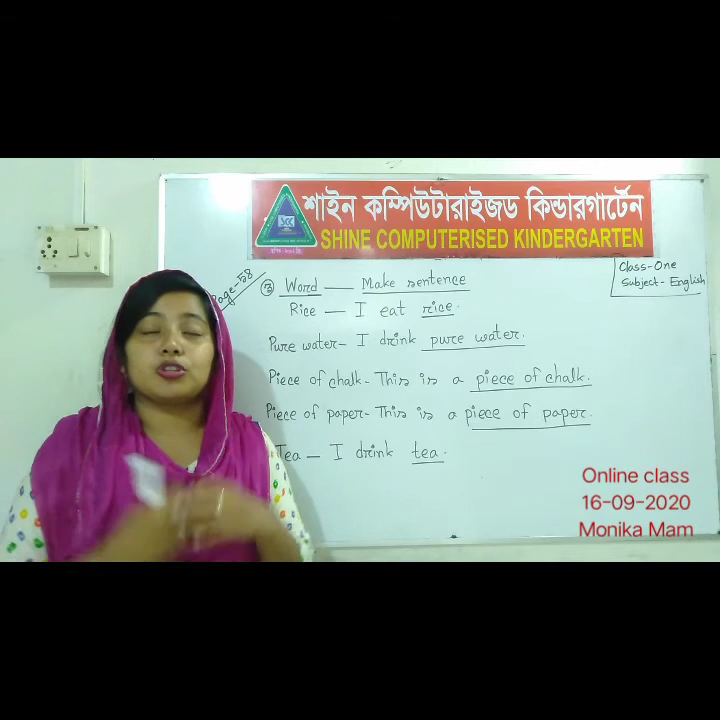 শাইন কম্পিউটারাইজড কিন্ডারগার্টেন
SHINE COMPUTERISED KINDERGARTEN
Class-One
Subject- English
Page-58
③ Word — Make sentence
Rice — I eat rice.
Pure water- I drink pure water.
Piece of chalk- This is a piece of chalk.
Piece of paper- This is a piece of paper.
Tea — I drink tea.
Online class
16-09-2020
Monika Mam